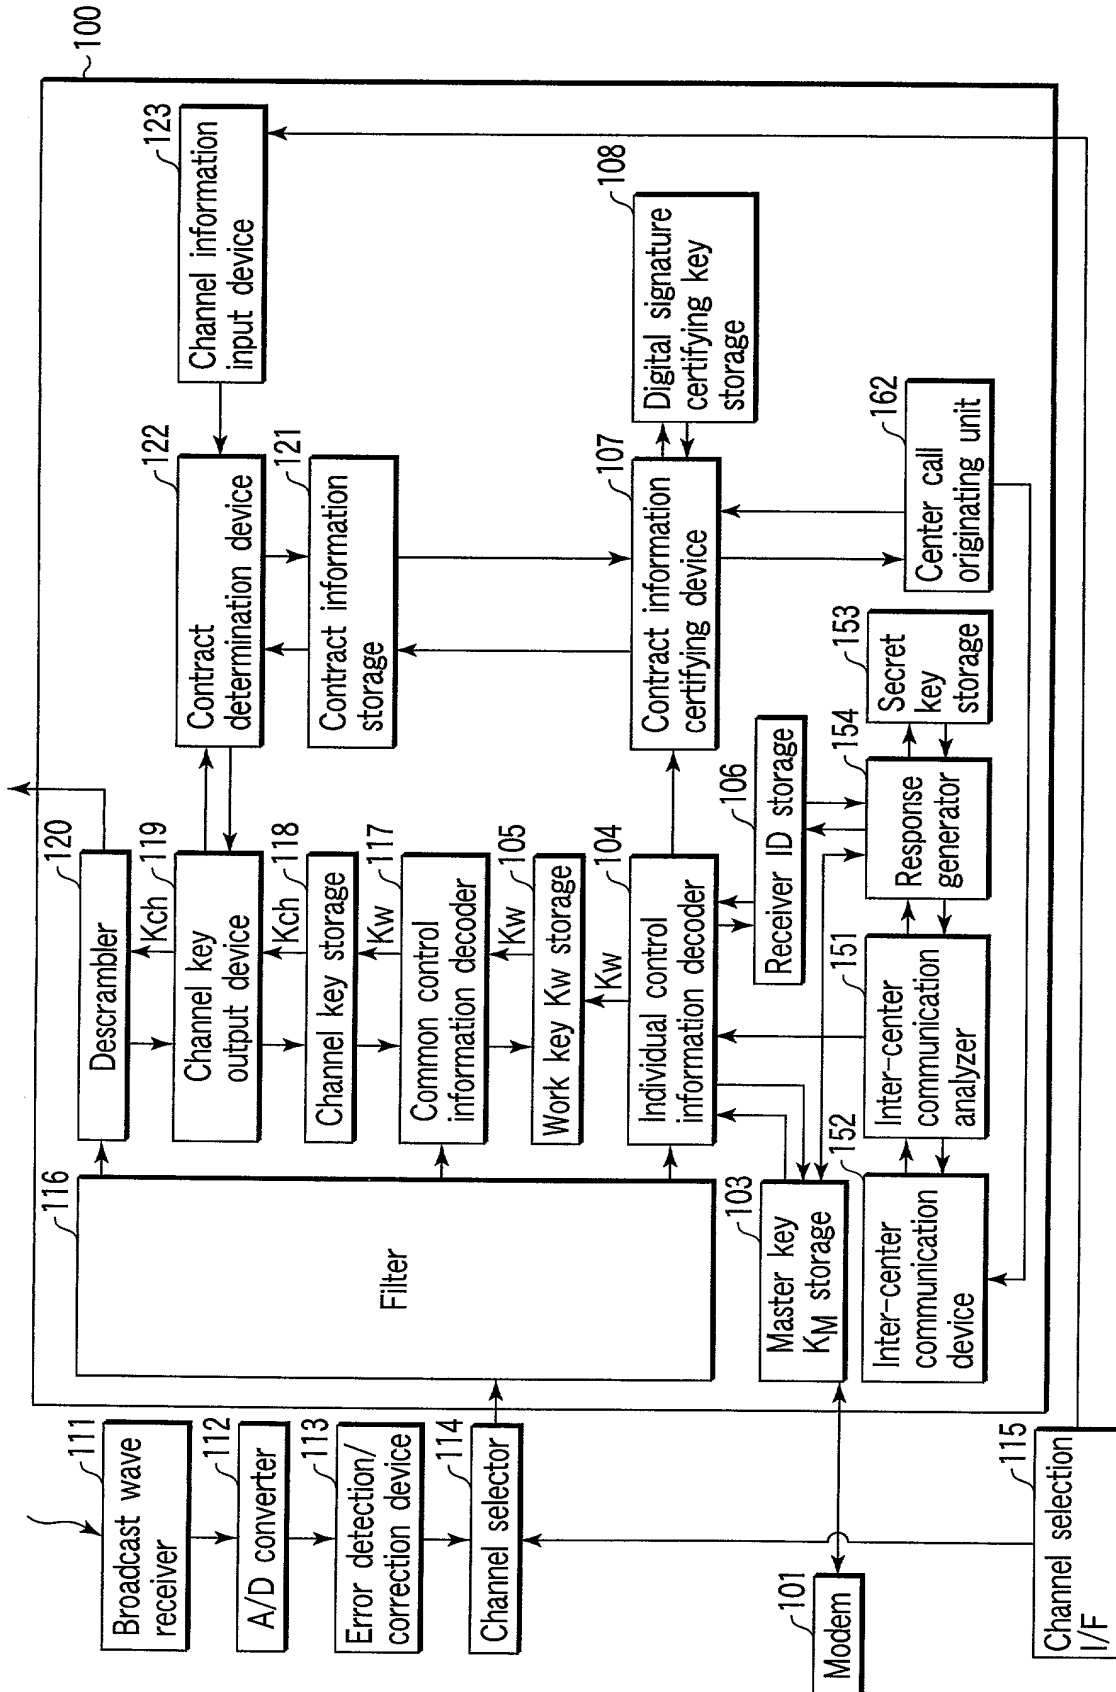 100
111
Broadcast wave
receiver
112
A/D converter
113
Error detection/
correction device
114
Channel selector
101
Modem
115
Channel selection
I/F
116
Filter
120
Descrambler
Kch
119
Channel key
output device
Kch
118
Channel key storage
Kw
117
Common control
information decoder
Kw
105
Work key Kw storage
Kw
104
Individual control
information decoder
106
Receiver ID storage
103
Master key
KM storage
152
Inter-center
communication
device
151
Inter-center
communication
analyzer
154
Response
generator
153
Secret
key
storage
122
Contract
determination device
121
Contract information
storage
107
Contract information
certifying device
123
Channel information
input device
108
Digital signature
certifying key
storage
162
Center call
originating unit